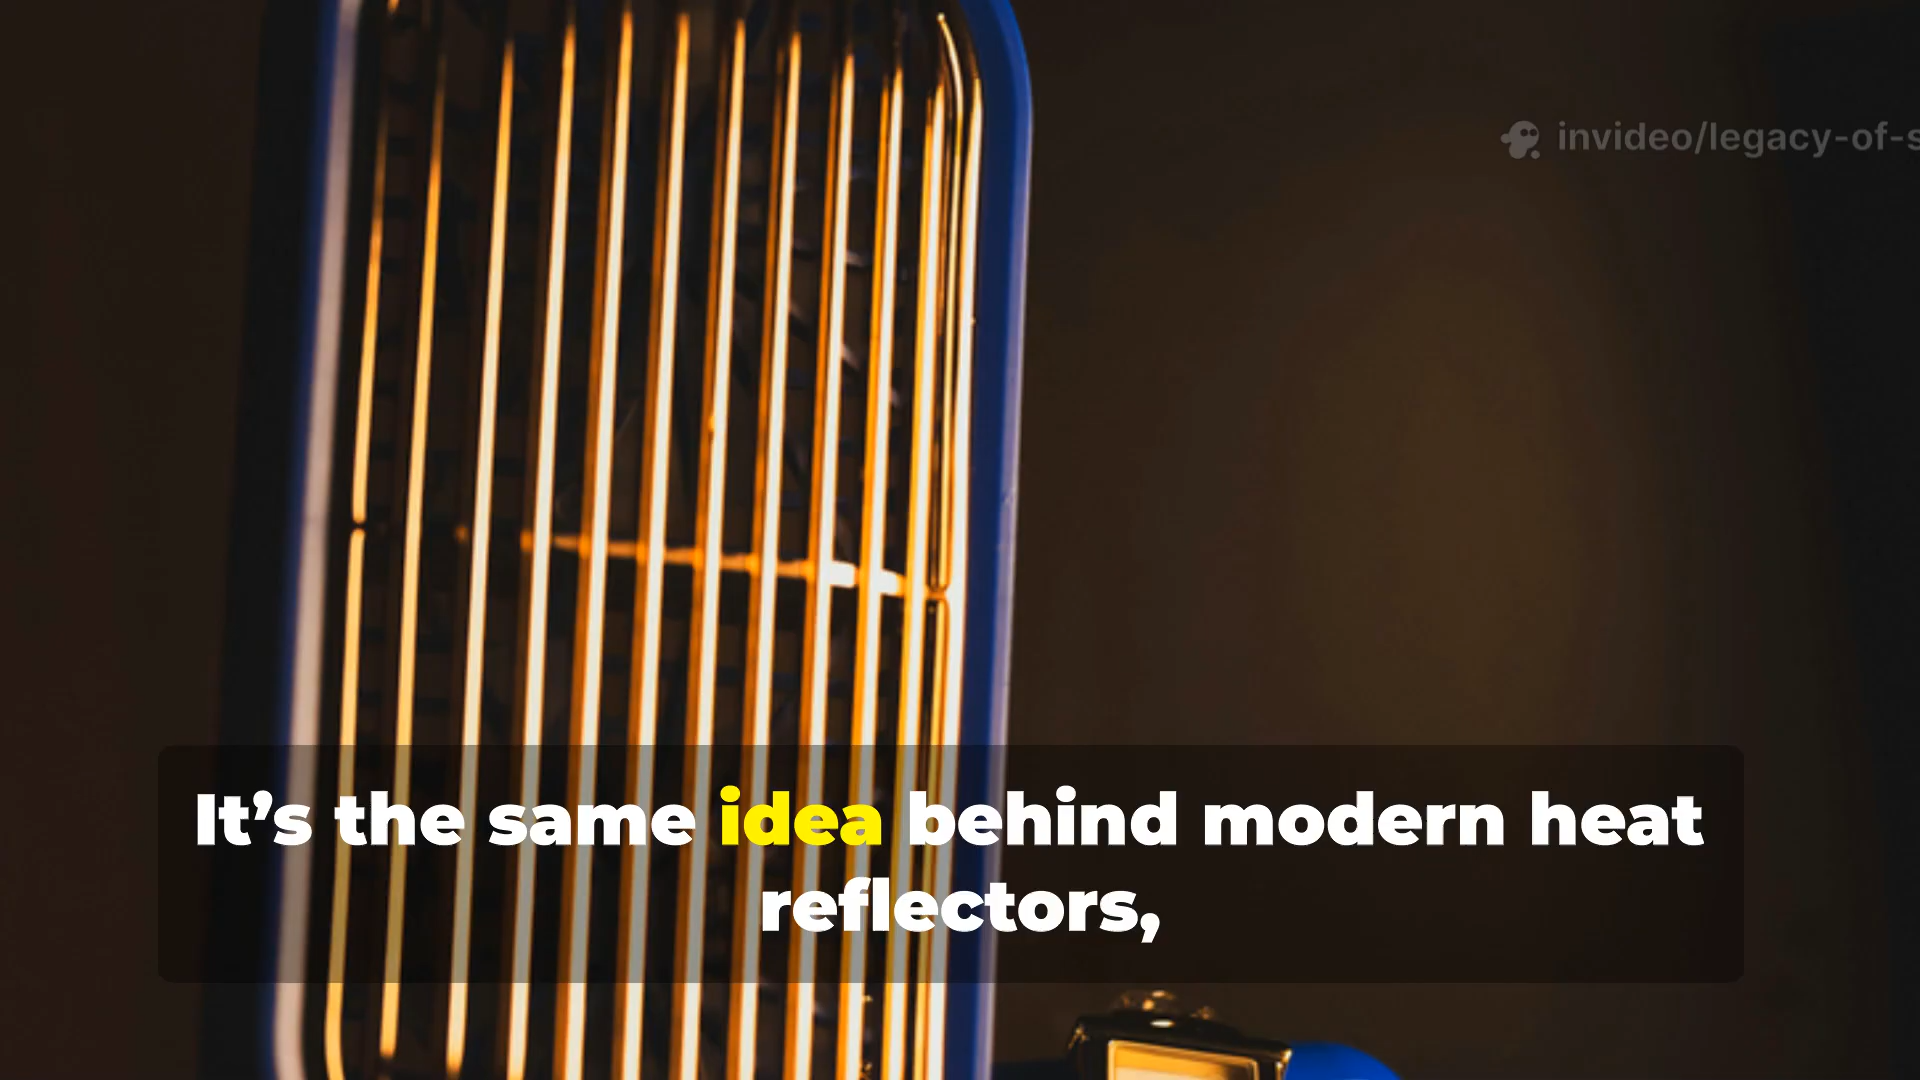 invideo/legacy-of-s
It’s the same idea behind modern heat
reflectors,